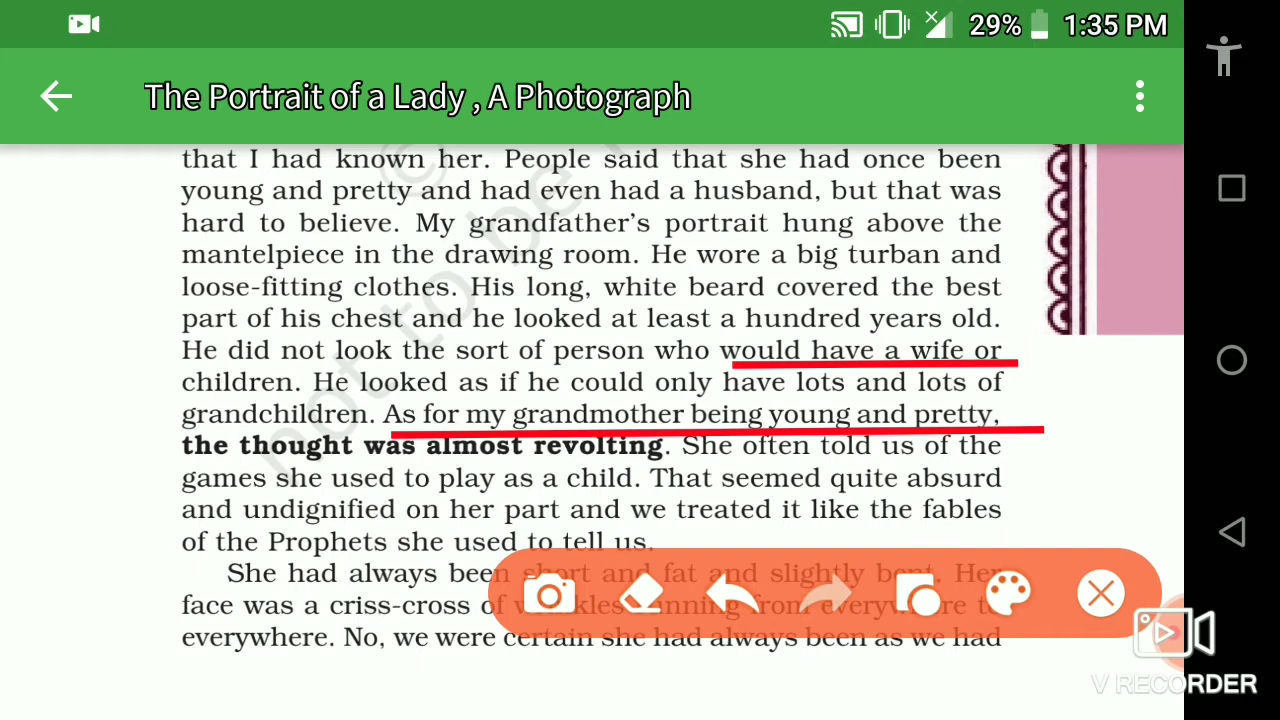 29% 1:35 PM
The Portrait of a Lady , A Photograph
that I had known her. People said that she had once been
young and pretty and had even had a husband, but that was
hard to believe. My grandfather's portrait hung above the
mantelpiece in the drawing room. He wore a big turban and
loose-fitting clothes. His long, white beard covered the best
part of his chest and he looked at least a hundred years old.
He did not look the sort of person who would have a wife or
children. He looked as if he could only have lots and lots of
grandchildren. As for my grandmother being young and pretty,
the thought was almost revolting. She often told us of the
games she used to play as a child. That seemed quite absurd
and undignified on her part and we treated it like the fables
of the Prophets she used to tell us.
She had always been short and fat and slightly bent. Her
face was a criss-cross of wrinkles running from everywhere to
everywhere. No, we were certain she had always been as we had
V RECORDER
© not to be